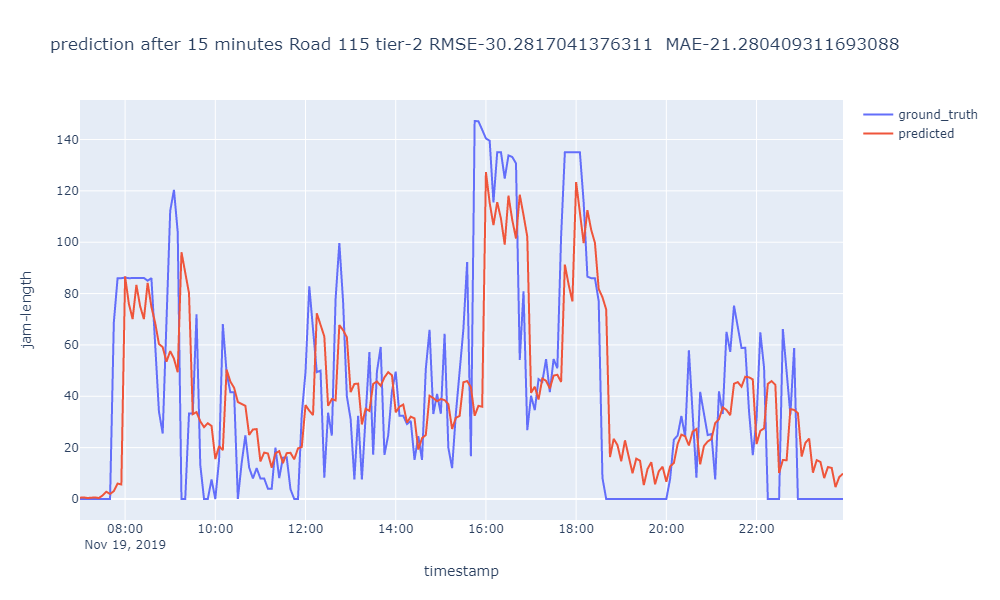 prediction after 15 minutes Road 115 tier-2 RMSE-30.2817041376311  MAE-21.280409311693088
ground_truth
predicted
140
120
100
80
60
40
20
0
jam-length
08:00 10:00 12:00 14:00 16:00 18:00 20:00 22:00
Nov 19, 2019
timestamp